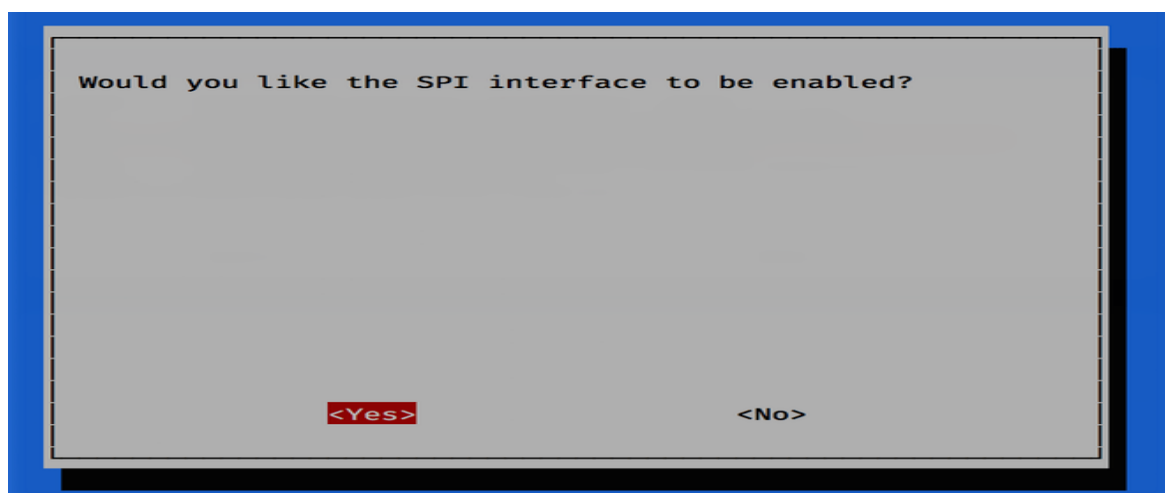 Would you like the SPI interface to be enabled?
<Yes> <No>